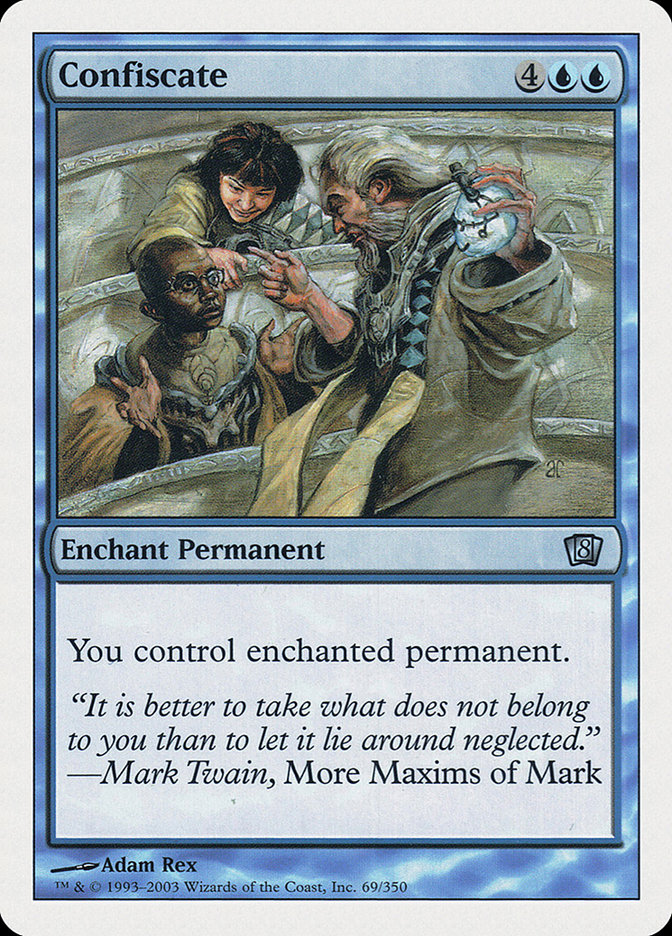 Confiscate 4
Enchant Permanent 8
You control enchanted permanent.
“It is better to take what does not belong
to you than to let it lie around neglected.”
—Mark Twain, More Maxims of Mark
Adam Rex
™ & © 1993–2003 Wizards of the Coast, Inc. 69/350